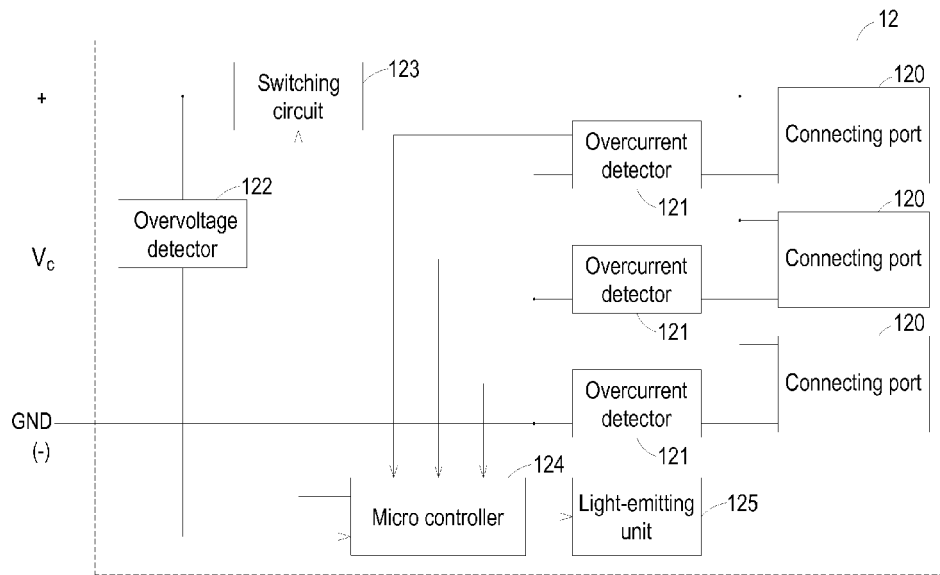 12
+
Switching
circuit
123
120
Connecting port
Overcurrent
detector
121
122
Overvoltage
detector
Vc
120
Connecting port
Overcurrent
detector
121
120
Connecting port
GND
(-)
Overcurrent
detector
121
124
Micro controller
Light-emitting
unit
125